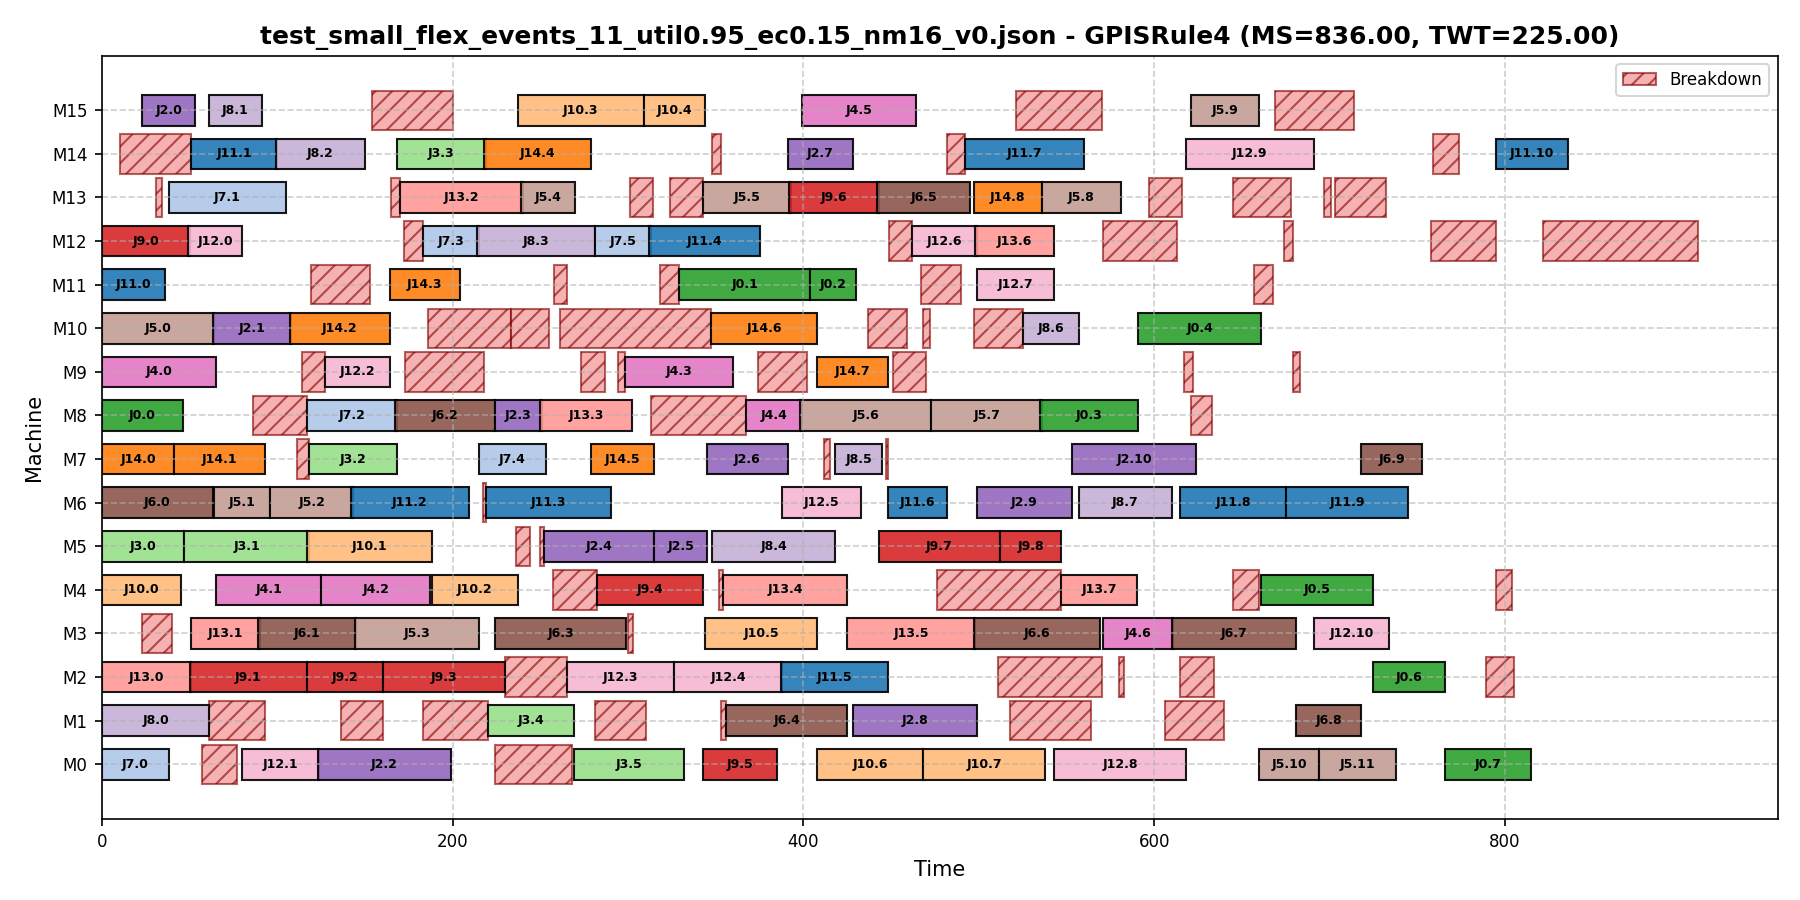 test_small_flex_events_11_util0.95_ec0.15_nm16_v0.json - GPISRule4 (MS=836.00, TWT=225.00)
Breakdown
Machine
M15 J2.0 J8.1 J10.3 J10.4 J4.5 J5.9
M14 J11.1 J8.2 J3.3 J14.4 J2.7 J11.7 J12.9 J11.10
M13 J7.1 J13.2 J5.4 J5.5 J9.6 J6.5 J14.8 J5.8
M12 J9.0 J12.0 J7.3 J8.3 J7.5 J11.4 J12.6 J13.6
M11 J11.0 J14.3 J0.1 J0.2 J12.7
M10 J5.0 J2.1 J14.2 J14.6 J8.6 J0.4
M9 J4.0 J12.2 J4.3 J14.7
M8 J0.0 J7.2 J6.2 J2.3 J13.3 J4.4 J5.6 J5.7 J0.3
M7 J14.0 J14.1 J3.2 J7.4 J14.5 J2.6 J8.5 J2.10 J6.9
M6 J6.0 J5.1 J5.2 J11.2 J11.3 J12.5 J11.6 J2.9 J8.7 J11.8 J11.9
M5 J3.0 J3.1 J10.1 J2.4 J2.5 J8.4 J9.7 J9.8
M4 J10.0 J4.1 J4.2 J10.2 J9.4 J13.4 J13.7 J0.5
M3 J13.1 J6.1 J5.3 J6.3 J10.5 J13.5 J6.6 J4.6 J6.7 J12.10
M2 J13.0 J9.1 J9.2 J9.3 J12.3 J12.4 J11.5 J0.6
M1 J8.0 J3.4 J6.4 J2.8 J6.8
M0 J7.0 J12.1 J2.2 J3.5 J9.5 J10.6 J10.7 J12.8 J5.10 J5.11 J0.7
0 200 400 600 800
Time